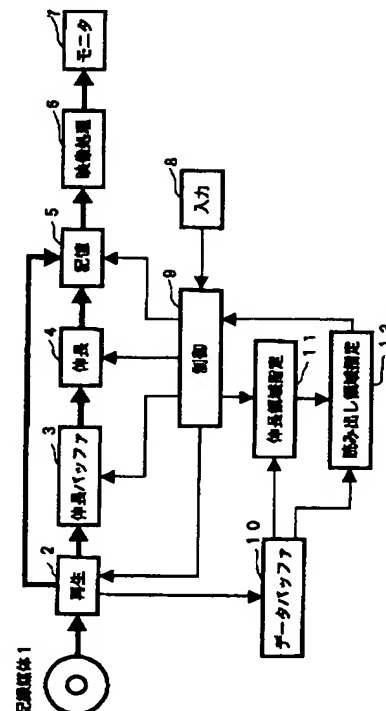 記録媒体1
2
再生
3
伸長バッファ
4
伸長
5
記憶
6
映像処理
7
モニタ
8
入力
9
制御
10
データバッファ
11
伸長領域指定
12
読み出し領域指定